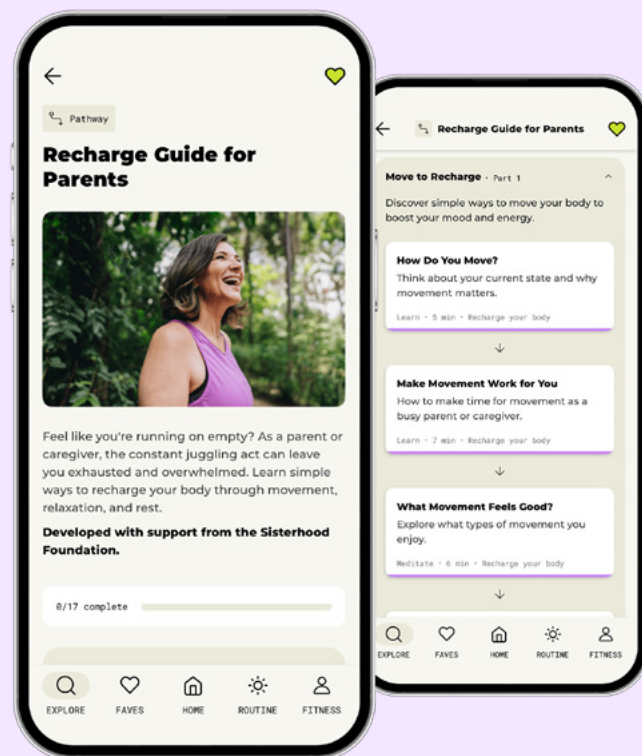 Pathway
Recharge Guide for
Parents
Feel like you're running on empty? As a parent or
caregiver, the constant juggling act can leave
you exhausted and overwhelmed. Learn simple
ways to recharge your body through movement,
relaxation, and rest.
Developed with support from the Sisterhood
Foundation.
0/17 complete
EXPLORE FAVES HOME ROUTINE FITNESS
Recharge Guide for Parents
Move to Recharge · Part 1
Discover simple ways to move your body to
boost your mood and energy.
How Do You Move?
Think about your current state and why
movement matters.
Learn · 5 min · Recharge your body
Make Movement Work for You
How to make time for movement as a
busy parent or caregiver.
Learn · 7 min · Recharge your body
What Movement Feels Good?
Explore what types of movement you
enjoy.
Meditate · 6 min · Recharge your body
EXPLORE FAVES HOME ROUTINE FITNESS